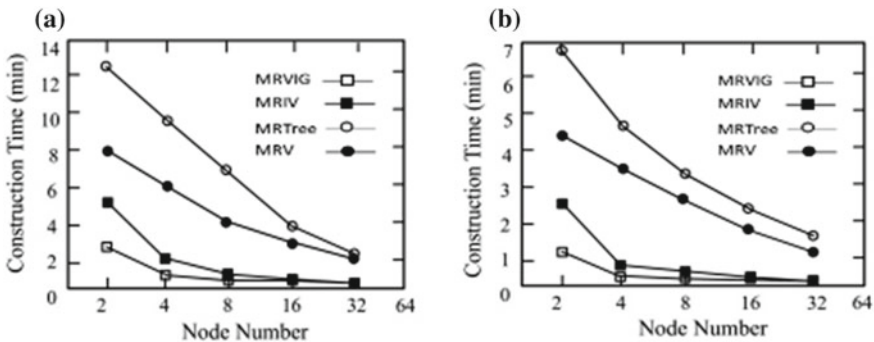 (a)
Construction Time (min)
14
12
10
8
6
4
2
0
MRVIG
MRIV
MRTree
MRV
2 4 8 16 32 64
Node Number
(b)
Construction Time (min)
7
6
5
4
3
2
1
0
MRVIG
MRIV
MRTree
MRV
2 4 8 16 32 64
Node Number